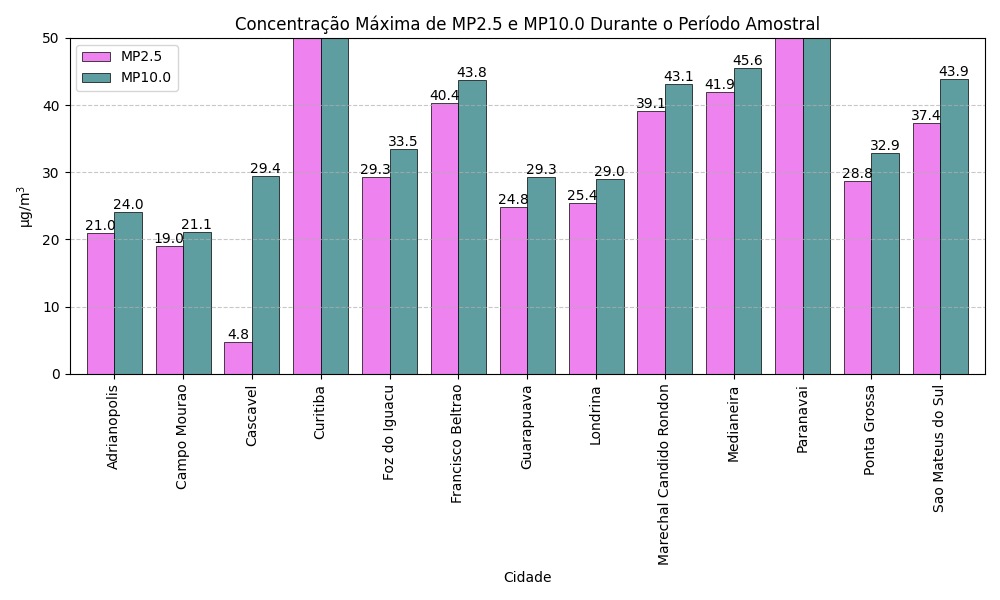 Concentração Máxima de MP2.5 e MP10.0 Durante o Período Amostral
MP2.5
MP10.0
µg/m³
50
40
30
20
10
0
21.0
24.0
19.0
21.1
4.8
29.4
29.3
33.5
40.4
43.8
24.8
29.3
25.4
29.0
39.1
43.1
41.9
45.6
28.8
32.9
37.4
43.9
Adrianopolis
Campo Mourao
Cascavel
Curitiba
Foz do Iguacu
Francisco Beltrao
Guarapuava
Londrina
Marechal Candido Rondon
Medianeira
Paranavai
Ponta Grossa
Sao Mateus do Sul
Cidade